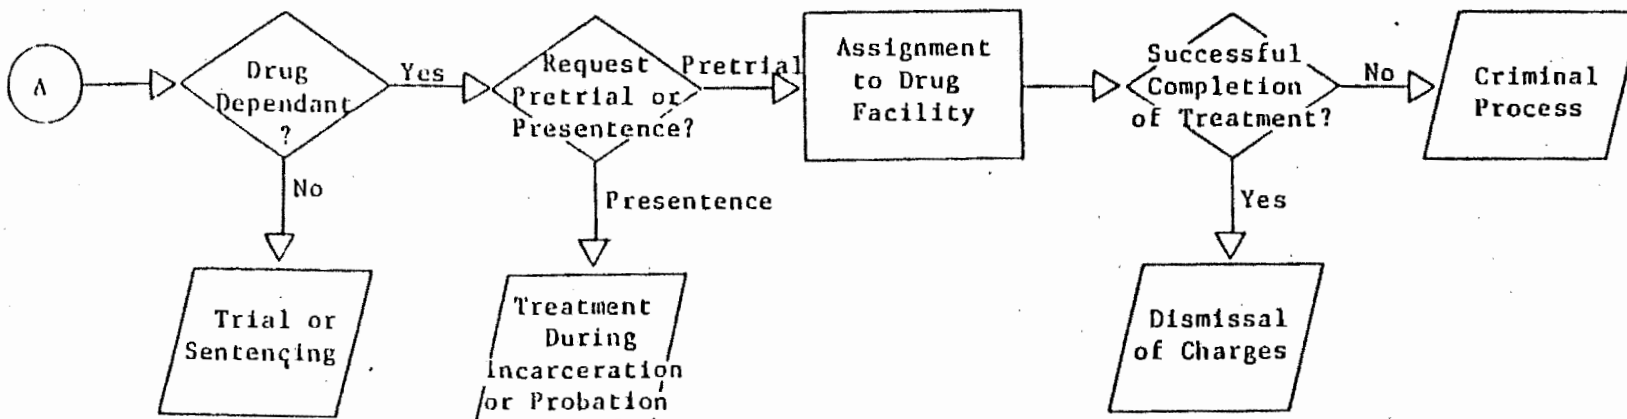 A
Drug
Dependant
?
Yes
No
Trial or
Sentencing
Request
Pretrial or
Presentence?
Pretrial
Presentence
Treatment
During
Incarceration
or Probation
Assignment
to Drug
Facility
Successful
Completion
of Treatment?
No
Yes
Criminal
Process
Dismissal
of Charges